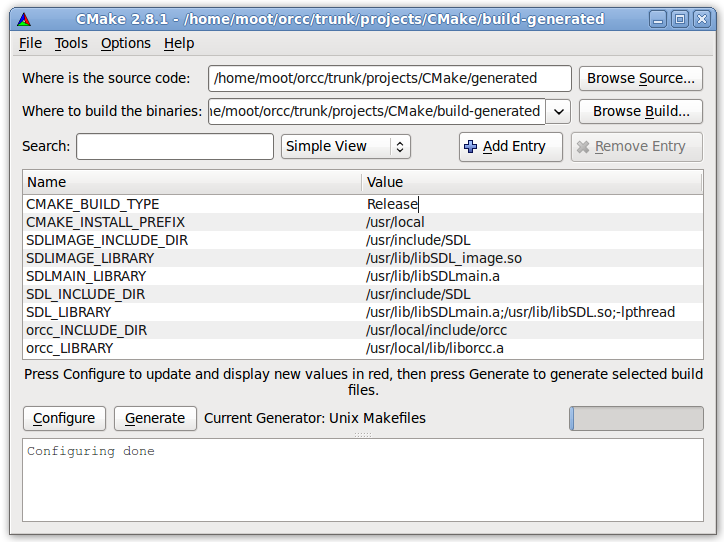 CMake 2.8.1 - /home/moot/orcc/trunk/projects/CMake/build-generated
File Tools Options Help
Where is the source code: /home/moot/orcc/trunk/projects/CMake/generated Browse Source...
Where to build the binaries: ne/moot/orcc/trunk/projects/CMake/build-generated Browse Build...
Search: Simple View Add Entry Remove Entry
Name Value
CMAKE_BUILD_TYPE Release
CMAKE_INSTALL_PREFIX /usr/local
SDLIMAGE_INCLUDE_DIR /usr/include/SDL
SDLIMAGE_LIBRARY /usr/lib/libSDL_image.so
SDLMAIN_LIBRARY /usr/lib/libSDLmain.a
SDL_INCLUDE_DIR /usr/include/SDL
SDL_LIBRARY /usr/lib/libSDLmain.a;/usr/lib/libSDL.so;-lpthread
orcc_INCLUDE_DIR /usr/local/include/orcc
orcc_LIBRARY /usr/local/lib/liborcc.a
Press Configure to update and display new values in red, then press Generate to generate selected build
files.
Configure Generate Current Generator: Unix Makefiles
Configuring done